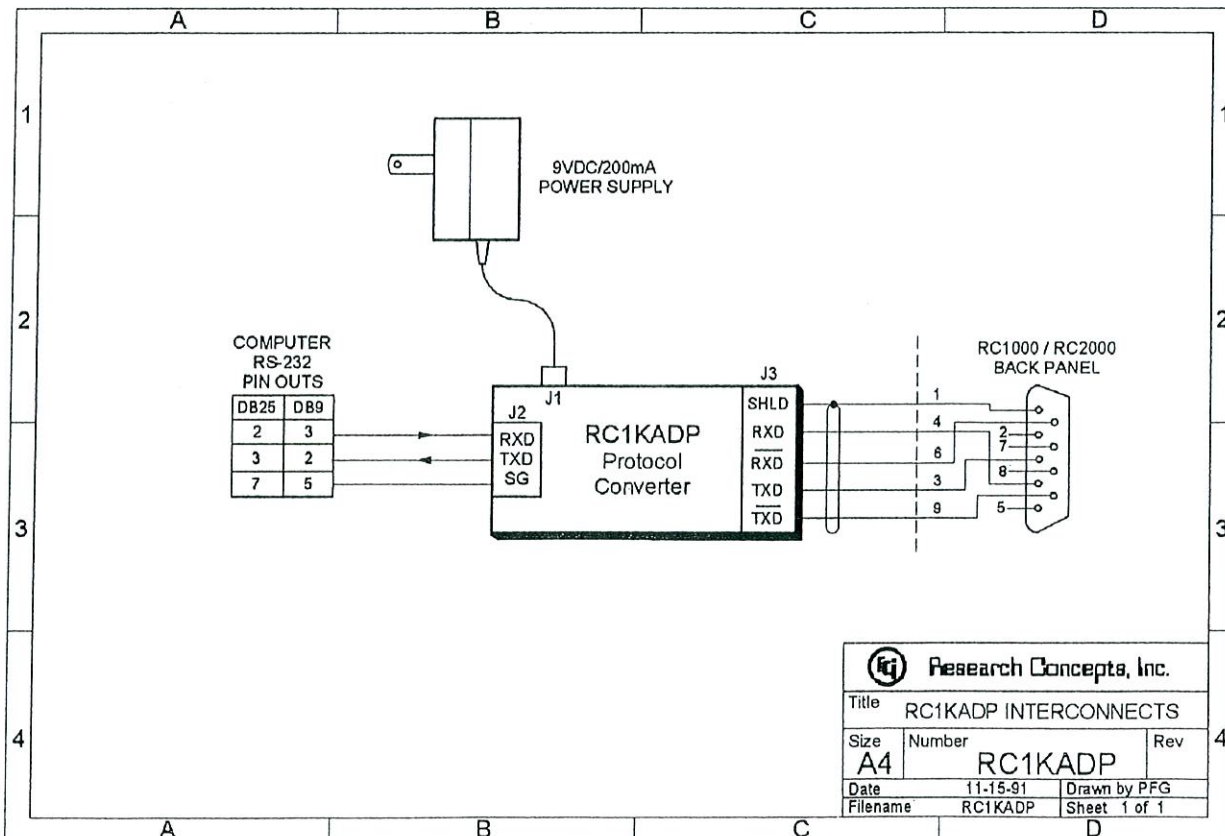 A B C D
1 1
9VDC/200mA
POWER SUPPLY
2 2
COMPUTER
RS-232
PIN OUTS
DB25 DB9
2 3
3 2
7 5
J1
J2
RXD
TXD
SG
RC1KADP
Protocol
Converter
J3
SHLD
RXD
RXD
TXD
TXD
1
4
6
3
9
RC1000 / RC2000
BACK PANEL
2
7
8
5
3 3
RCi Research Concepts, Inc.
Title RC1KADP INTERCONNECTS
Size A4 Number RC1KADP Rev
Date 11-15-91 Drawn by PFG
Filename RC1KADP Sheet 1 of 1
4 4
A B C D